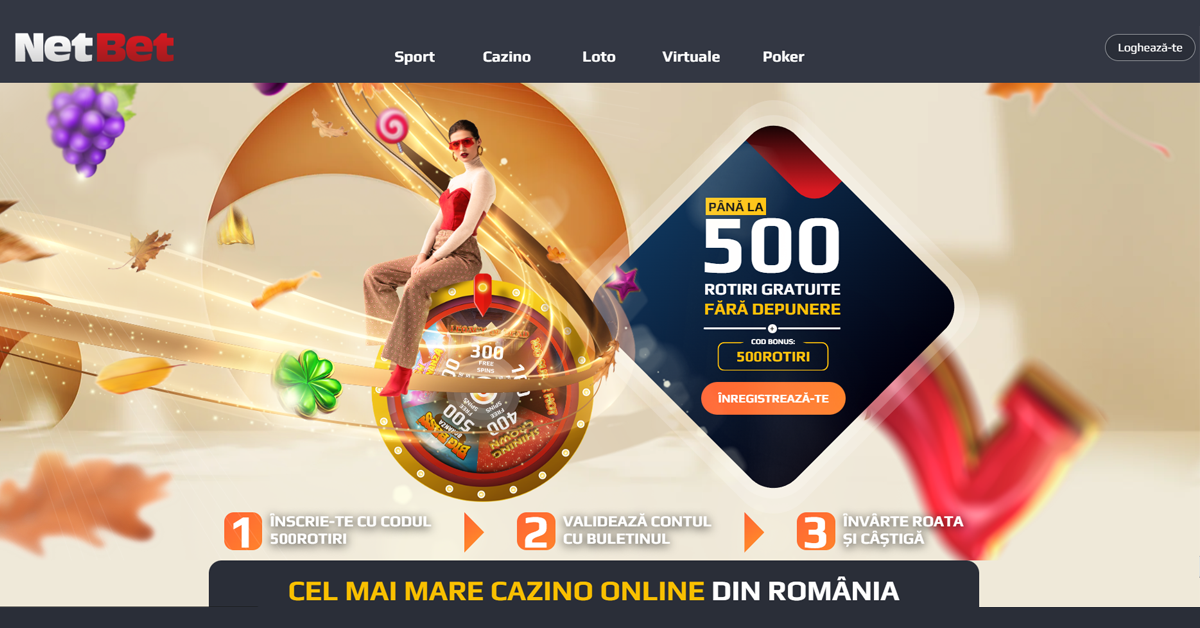 NetBet
Sport
Cazino
Loto
Virtuale
Poker
Loghează-te
PÂNĂ LA
500
ROTIRI GRATUITE
FĂRĂ DEPUNERE
COD BONUS:
500ROTIRI
ÎNREGISTREAZĂ-TE
300
FREE
SPINS
400
SHINING
CROWN
500
BIG BASS
BONANZA
1
ÎNSCRIE-TE CU CODUL
500ROTIRI
2
VALIDEAZĂ CONTUL
CU BULETINUL
3
ÎNVÂRTE ROATA
ȘI CÂȘTIGĂ
CEL MAI MARE CAZINO ONLINE DIN ROMÂNIA